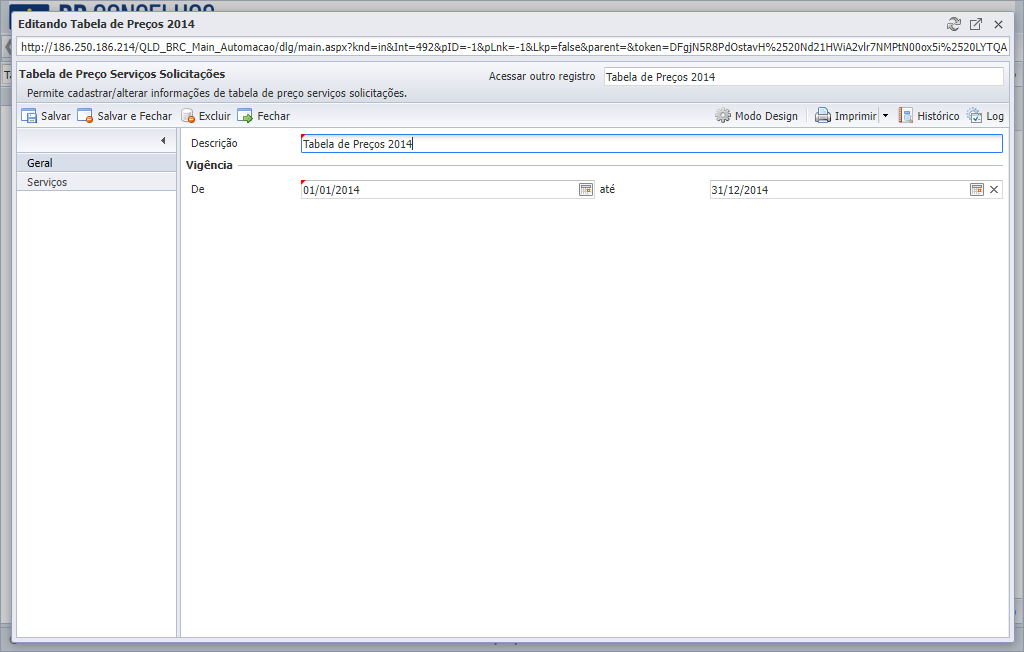 Editando Tabela de Preços 2014
http://186.250.186.214/QLD_BRC_Main_Automacao/dlg/main.aspx?knd=in&Int=492&pID=-1&pLnk=-1&Lkp=false&parent=&token=DFgjN5R8PdOstavH%2520Nd21HWiA2vlr7NMPtN00ox5i%2520LYTQA
Tabela de Preço Serviços Solicitações
Acessar outro registro Tabela de Preços 2014
Permite cadastrar/alterar informações de tabela de preço serviços solicitações.
Salvar Salvar e Fechar Excluir Fechar Modo Design Imprimir Histórico Log
Descrição Tabela de Preços 2014
Geral
Vigência
Serviços
De 01/01/2014 até 31/12/2014